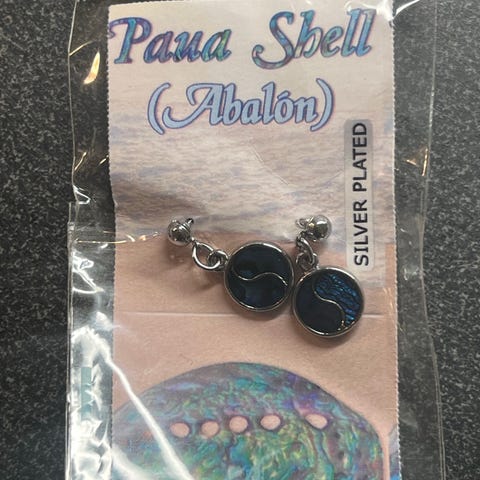 Paua Shell
(Abalón)
SILVER PLATED